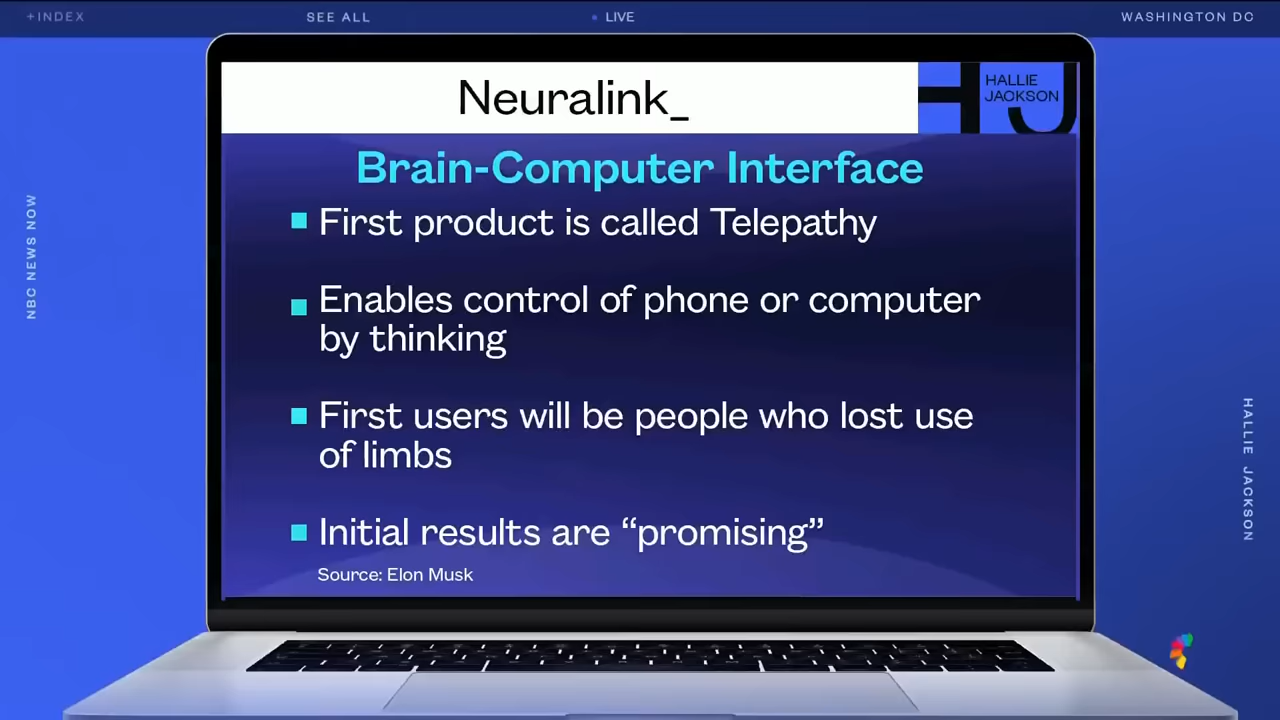 +INDEX
SEE ALL
LIVE
WASHINGTON DC
Neuralink_
HALLIE
JACKSON
Brain-Computer Interface
First product is called Telepathy
Enables control of phone or computer
by thinking
First users will be people who lost use
of limbs
Initial results are “promising”
Source: Elon Musk
NBC NEWS NOW
HALLIE JACKSON